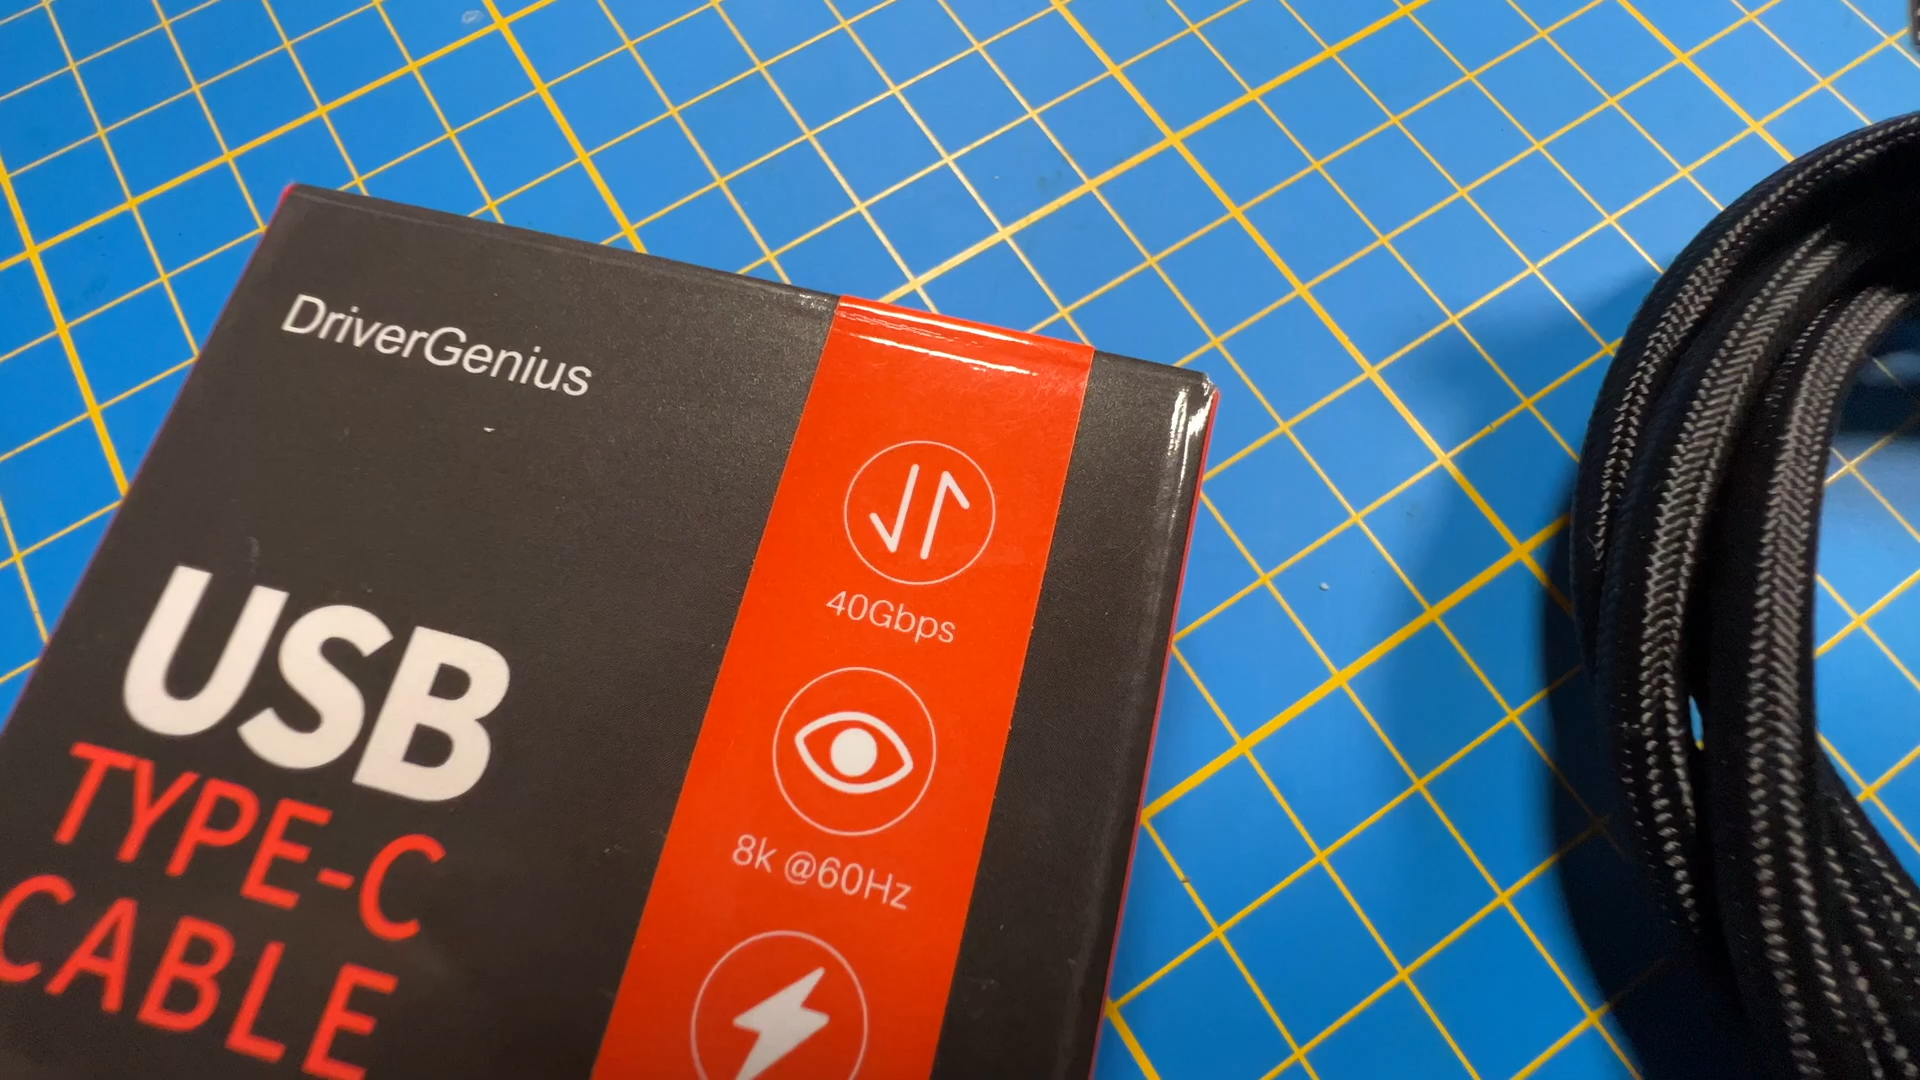 DriverGenius
USB
TYPE-C
CABLE
40Gbps
8k @60Hz